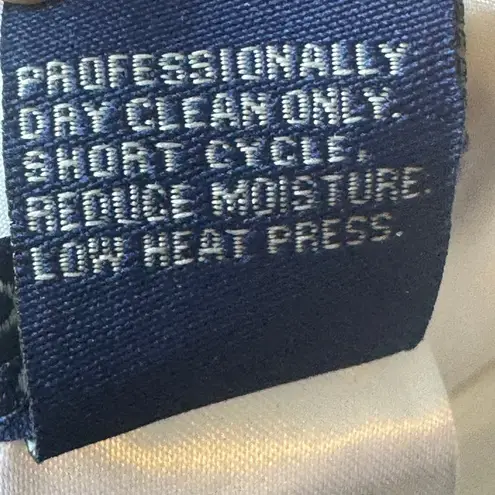 PROFESSIONALLY
DRY CLEAN ONLY.
SHORT CYCLE.
REDUCE MOISTURE.
LOW HEAT PRESS.